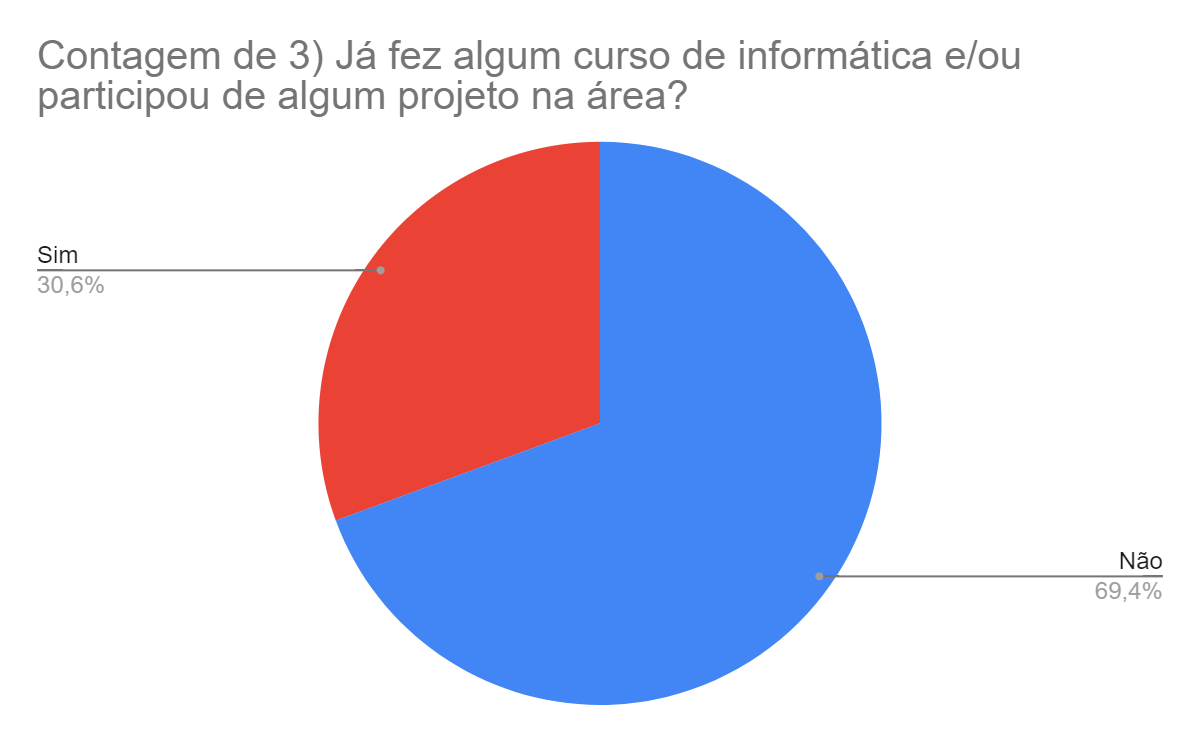 Contagem de 3) Já fez algum curso de informática e/ou
participou de algum projeto na área?
Sim
30,6%
Não
69,4%